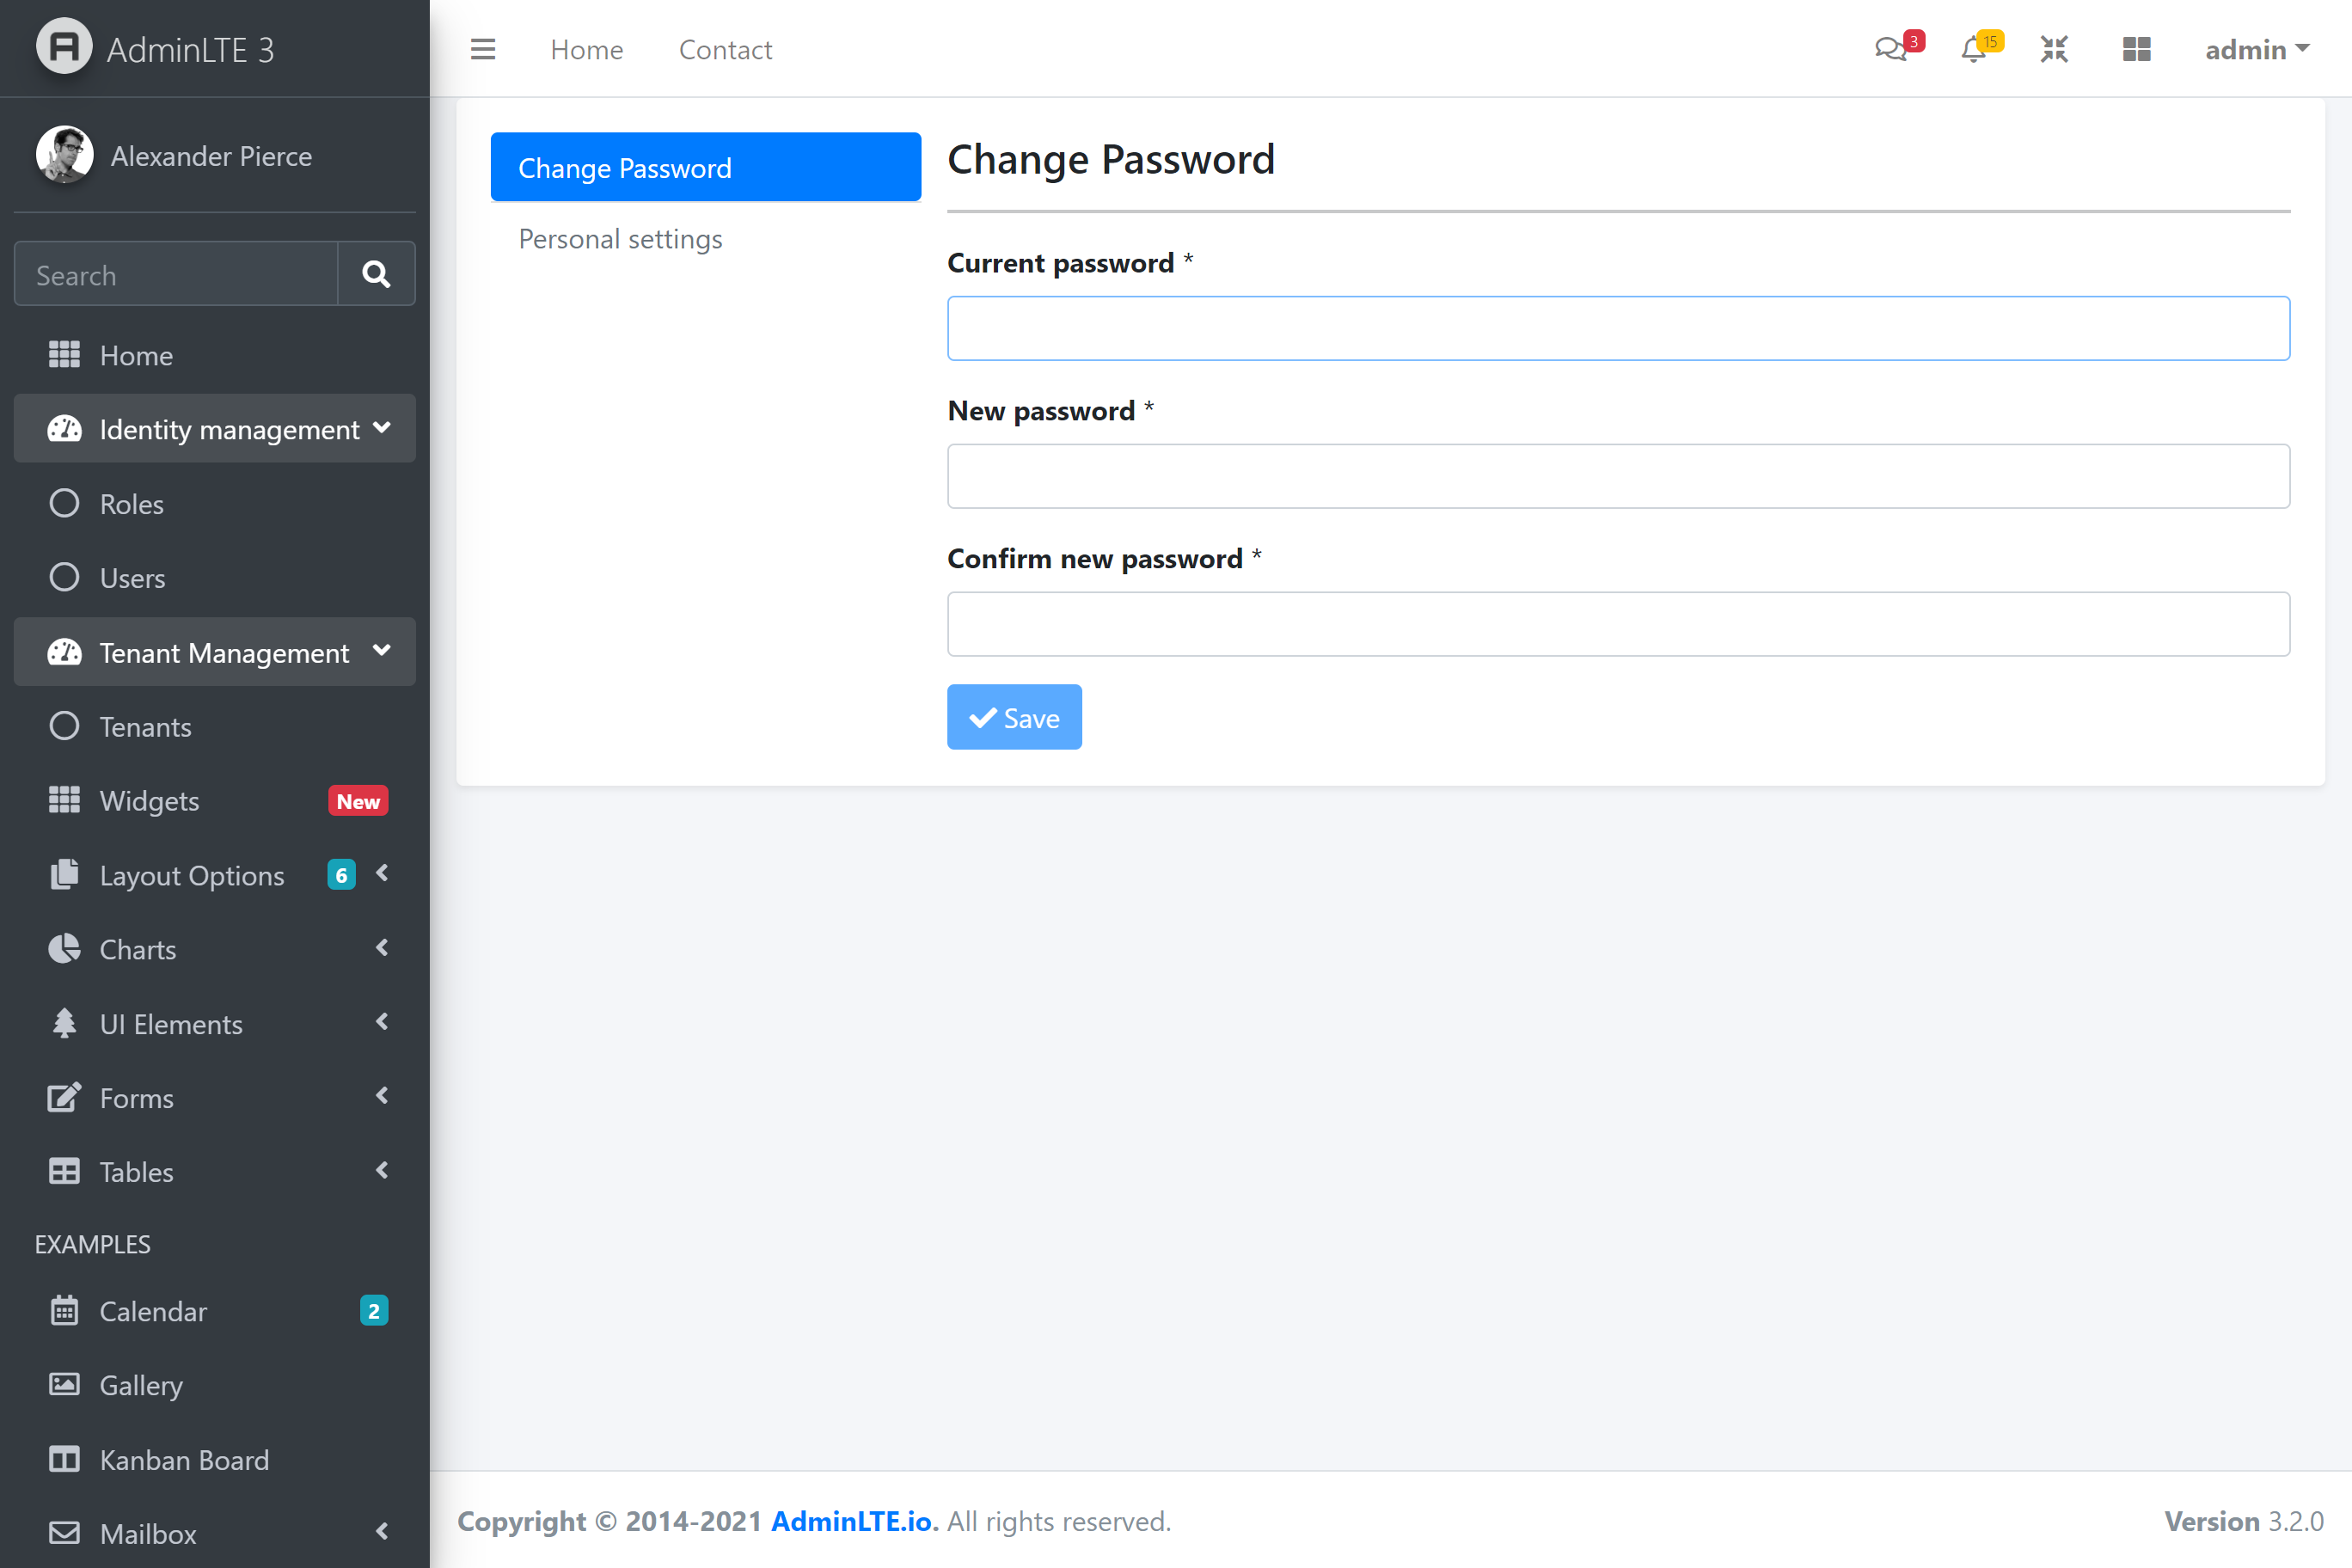 AdminLTE 3
Home
Contact
3
15
admin
Alexander Pierce
Search
Home
Identity management
Roles
Users
Tenant Management
Tenants
Widgets New
Layout Options 6
Charts
UI Elements
Forms
Tables
EXAMPLES
Calendar 2
Gallery
Kanban Board
Mailbox
Change Password
Personal settings
Change Password
Current password *
New password *
Confirm new password *
Save
Copyright © 2014-2021 AdminLTE.io. All rights reserved.
Version 3.2.0